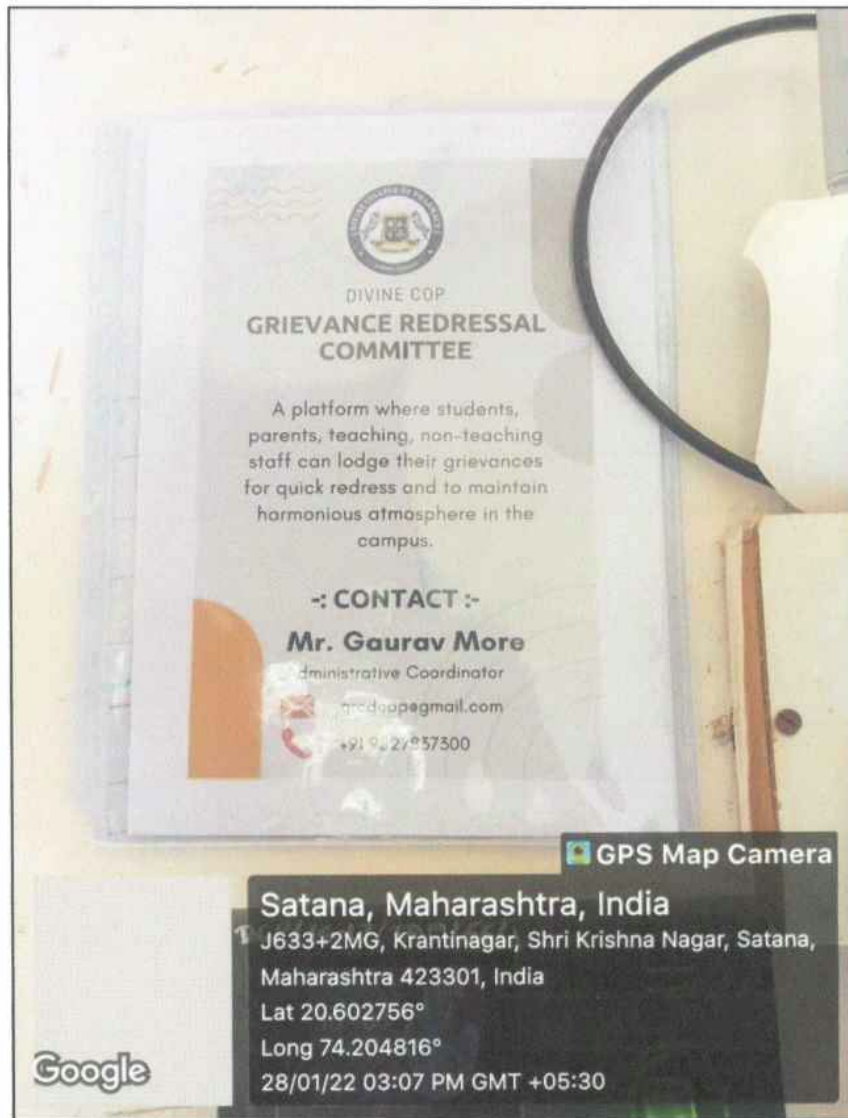 DIVINE COP
GRIEVANCE REDRESSAL
COMMITTEE
A platform where students,
parents, teaching, non-teaching
staff can lodge their grievances
for quick redress and to maintain
harmonious atmosphere in the
campus.
-: CONTACT :-
Mr. Gaurav More
dministrative Coordinator
GPS Map Camera
Satana, Maharashtra, India
J633+2MG, Krantinagar, Shri Krishna Nagar, Satana,
Maharashtra 423301, India
Lat 20.602756°
Long 74.204816°
28/01/22 03:07 PM GMT +05:30
Google